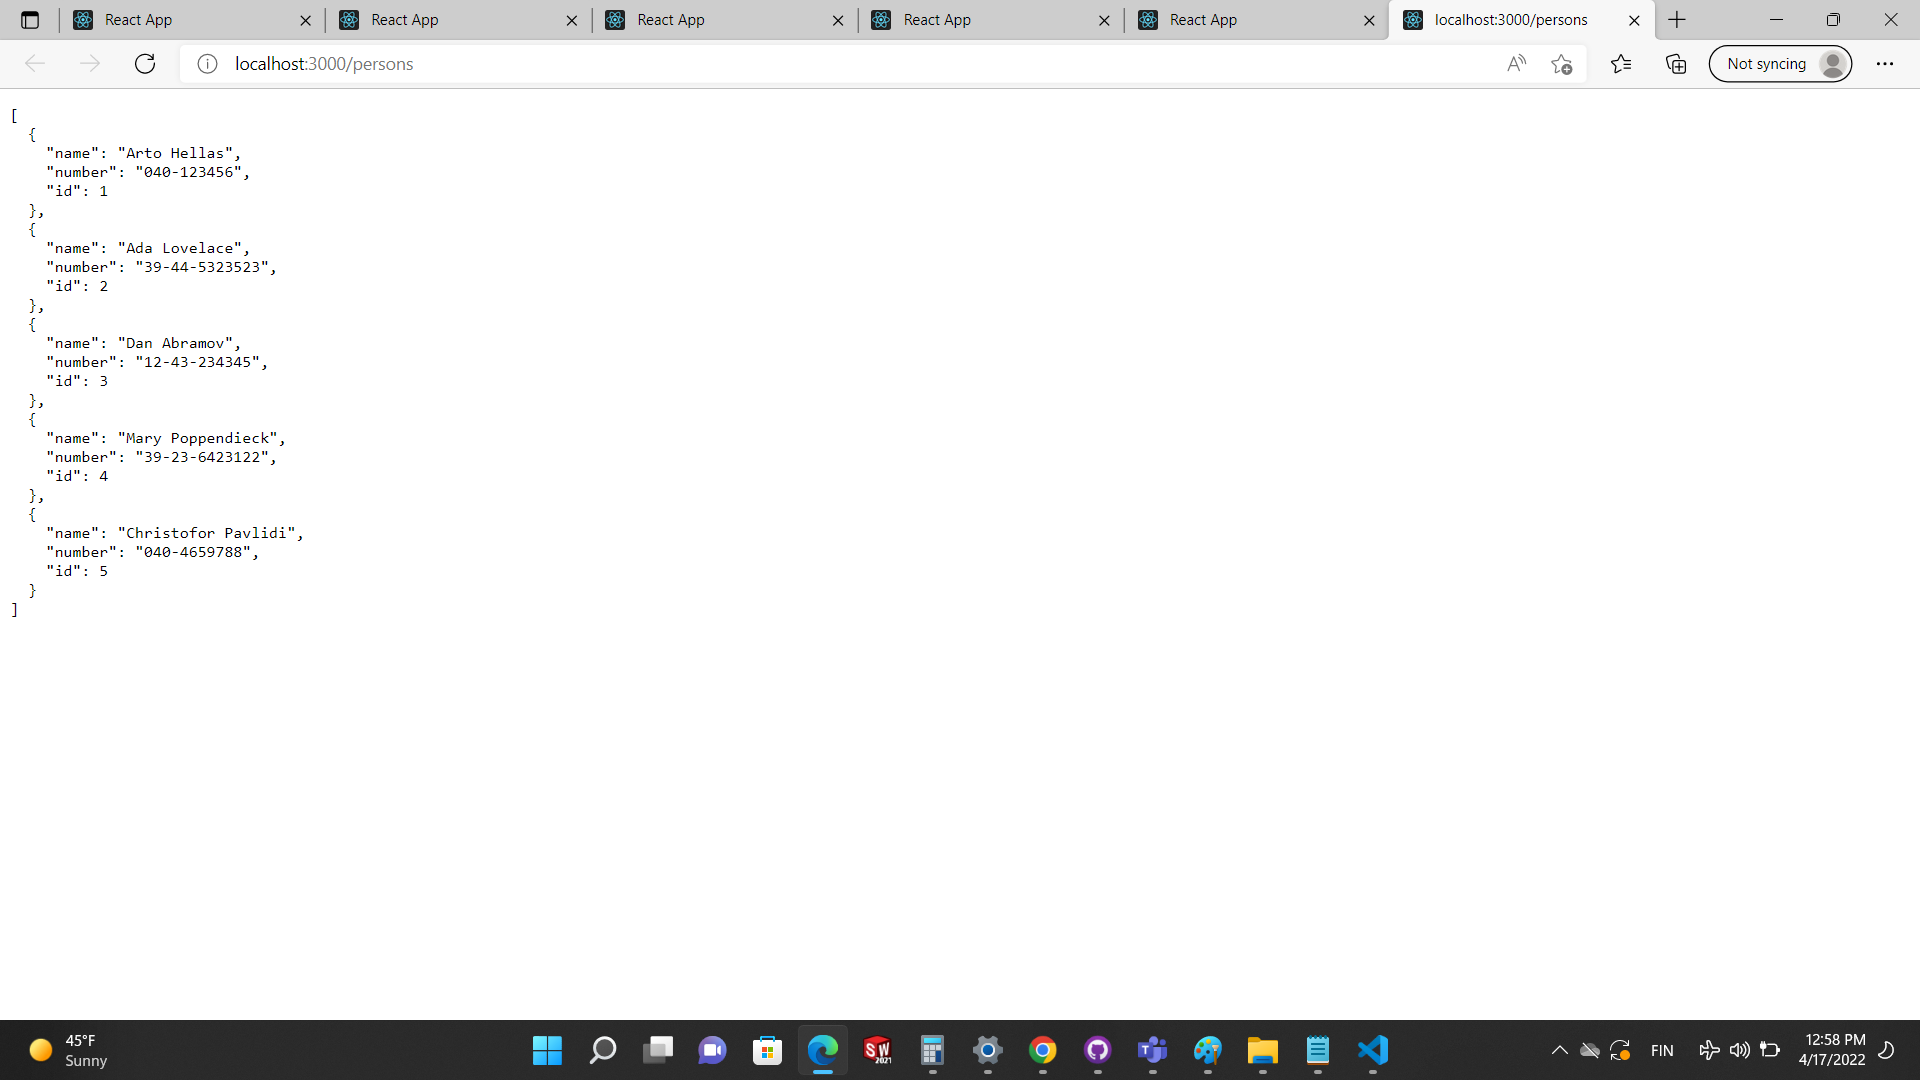 React App
React App
React App
React App
React App
localhost:3000/persons
localhost:3000/persons
Not syncing
[
  {
    "name": "Arto Hellas",
    "number": "040-123456",
    "id": 1
  },
  {
    "name": "Ada Lovelace",
    "number": "39-44-5323523",
    "id": 2
  },
  {
    "name": "Dan Abramov",
    "number": "12-43-234345",
    "id": 3
  },
  {
    "name": "Mary Poppendieck",
    "number": "39-23-6423122",
    "id": 4
  },
  {
    "name": "Christofor Pavlidi",
    "number": "040-4659788",
    "id": 5
  }
]
45°F
Sunny
SW
2021
FIN
12:58 PM
4/17/2022